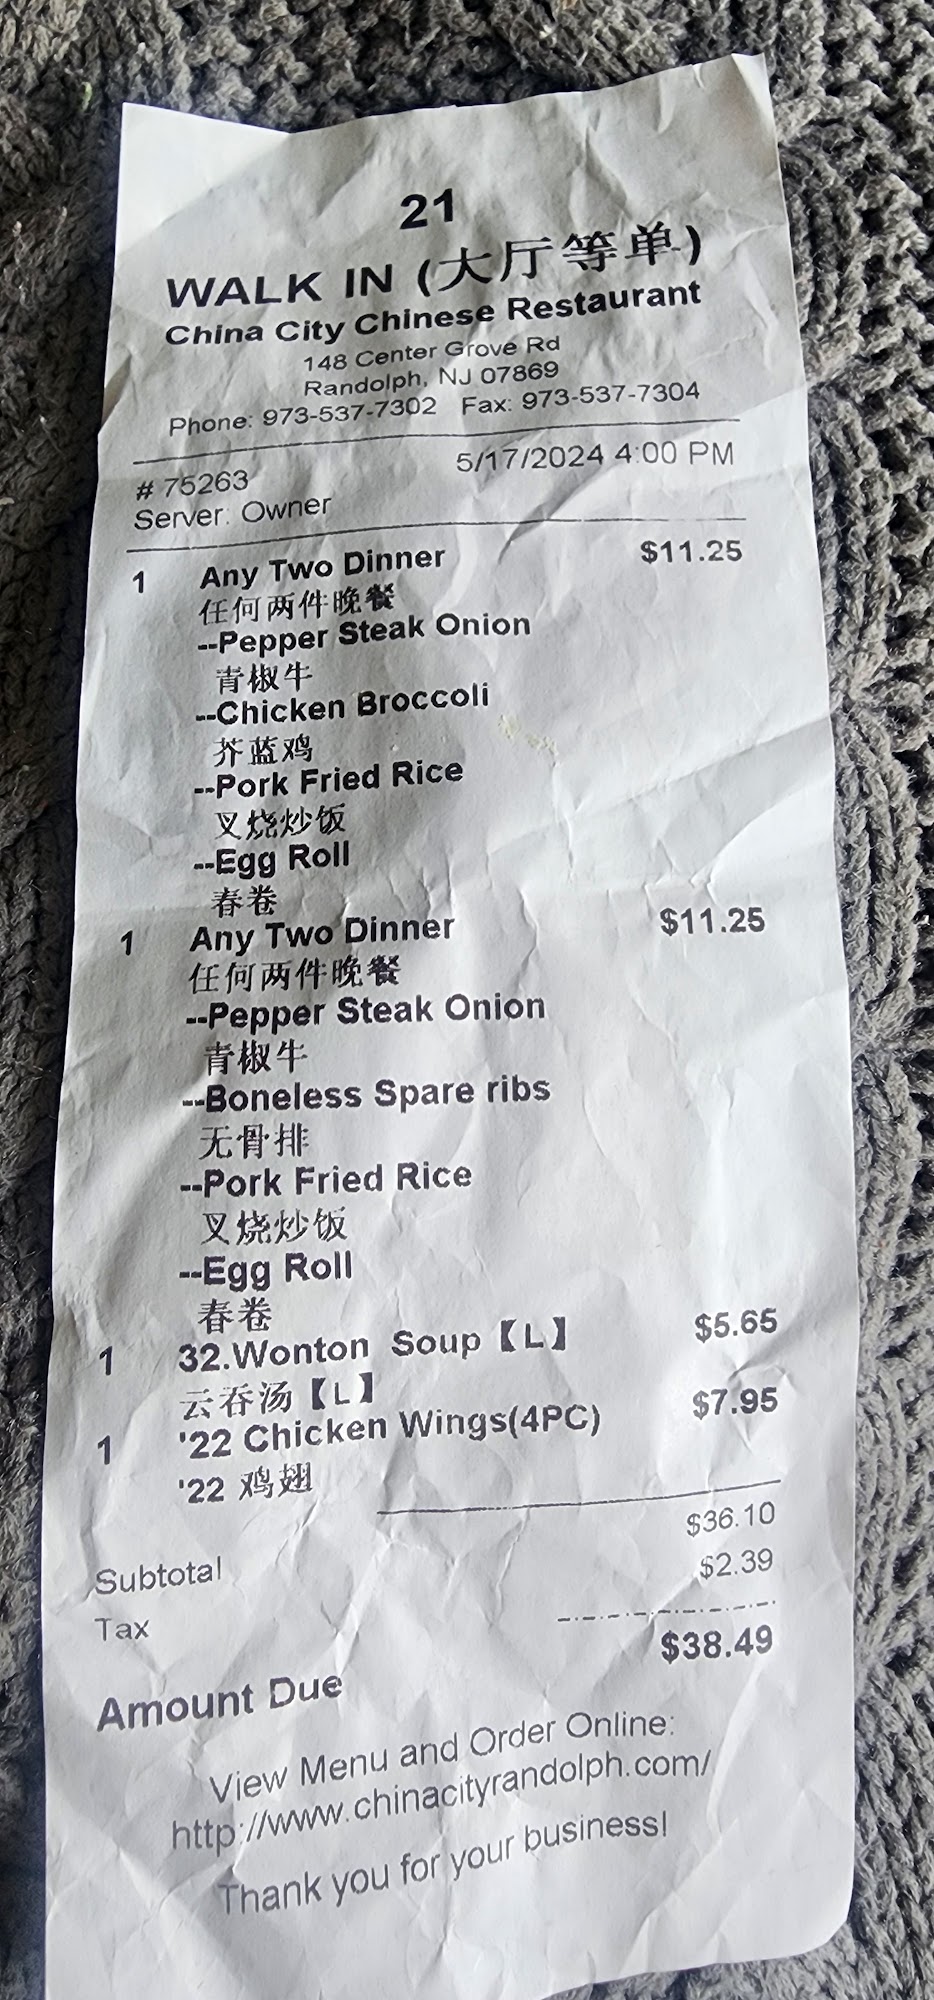 21
WALK IN (大厅等单)
China City Chinese Restaurant
148 Center Grove Rd
Randolph, NJ 07869
Phone: 973-537-7302 Fax: 973-537-7304
# 75263 5/17/2024 4:00 PM
Server: Owner
1 Any Two Dinner $11.25
任何两件晚餐
--Pepper Steak Onion
青椒牛
--Chicken Broccoli
芥蓝鸡
--Pork Fried Rice
叉烧炒饭
--Egg Roll
春卷
1 Any Two Dinner $11.25
任何两件晚餐
--Pepper Steak Onion
青椒牛
--Boneless Spare ribs
无骨排
--Pork Fried Rice
叉烧炒饭
--Egg Roll
春卷
1 32.Wonton Soup【L】 $5.65
云吞汤【L】
1 '22 Chicken Wings(4PC) $7.95
'22 鸡翅
Subtotal $36.10
Tax $2.39
Amount Due $38.49
View Menu and Order Online:
http://www.chinacityrandolph.com/
Thank you for your business!